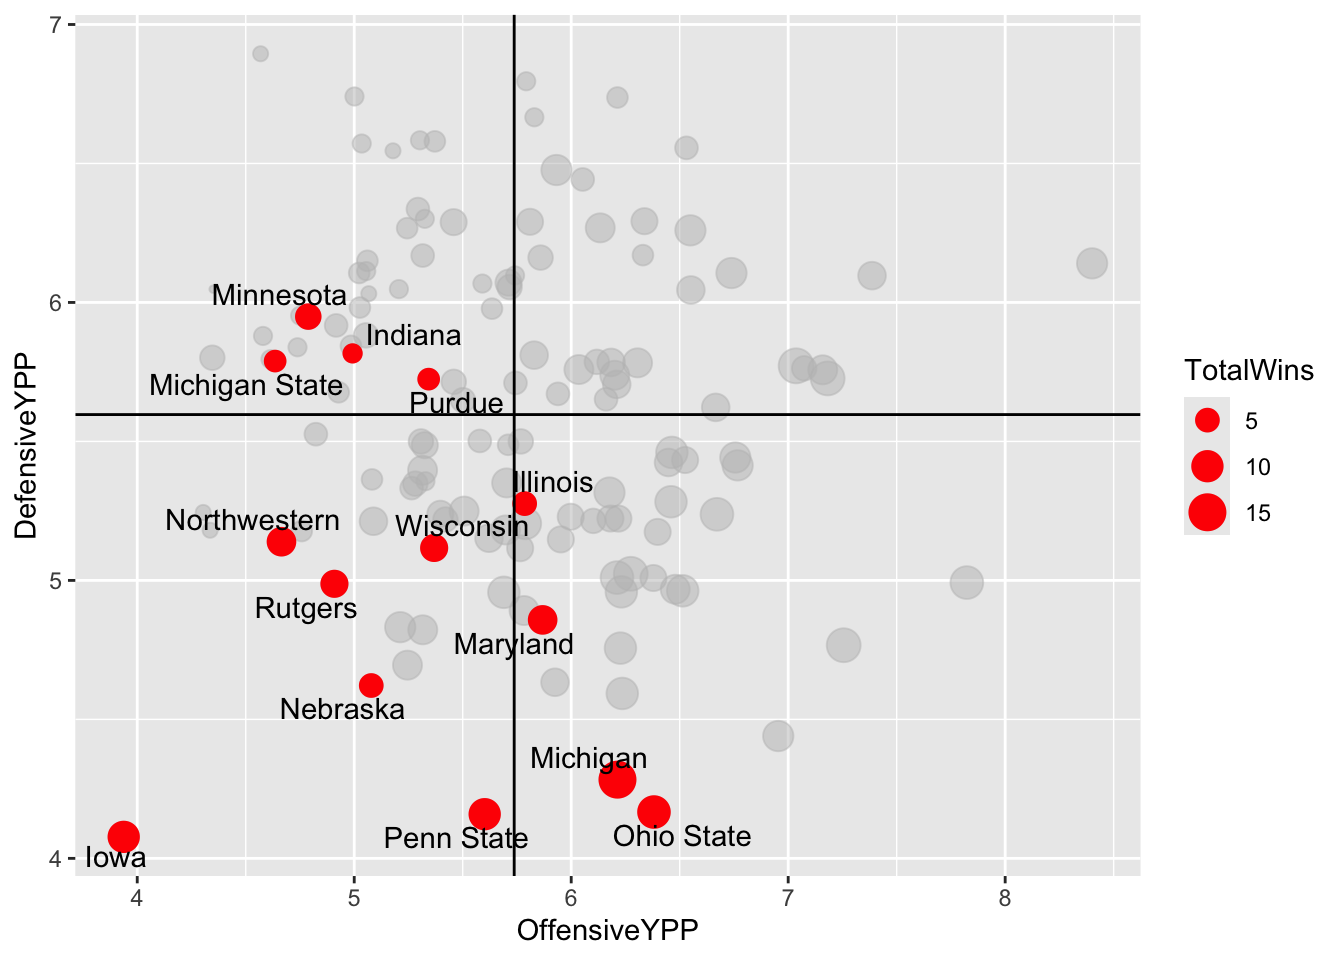 7
6
5
4
DefensiveYPP
Minnesota
Indiana
Michigan State
Purdue
Illinois
Northwestern
Wisconsin
Rutgers
Maryland
Nebraska
Michigan
Penn State
Ohio State
Iowa
4 5 6 7 8
OffensiveYPP
TotalWins
5
10
15